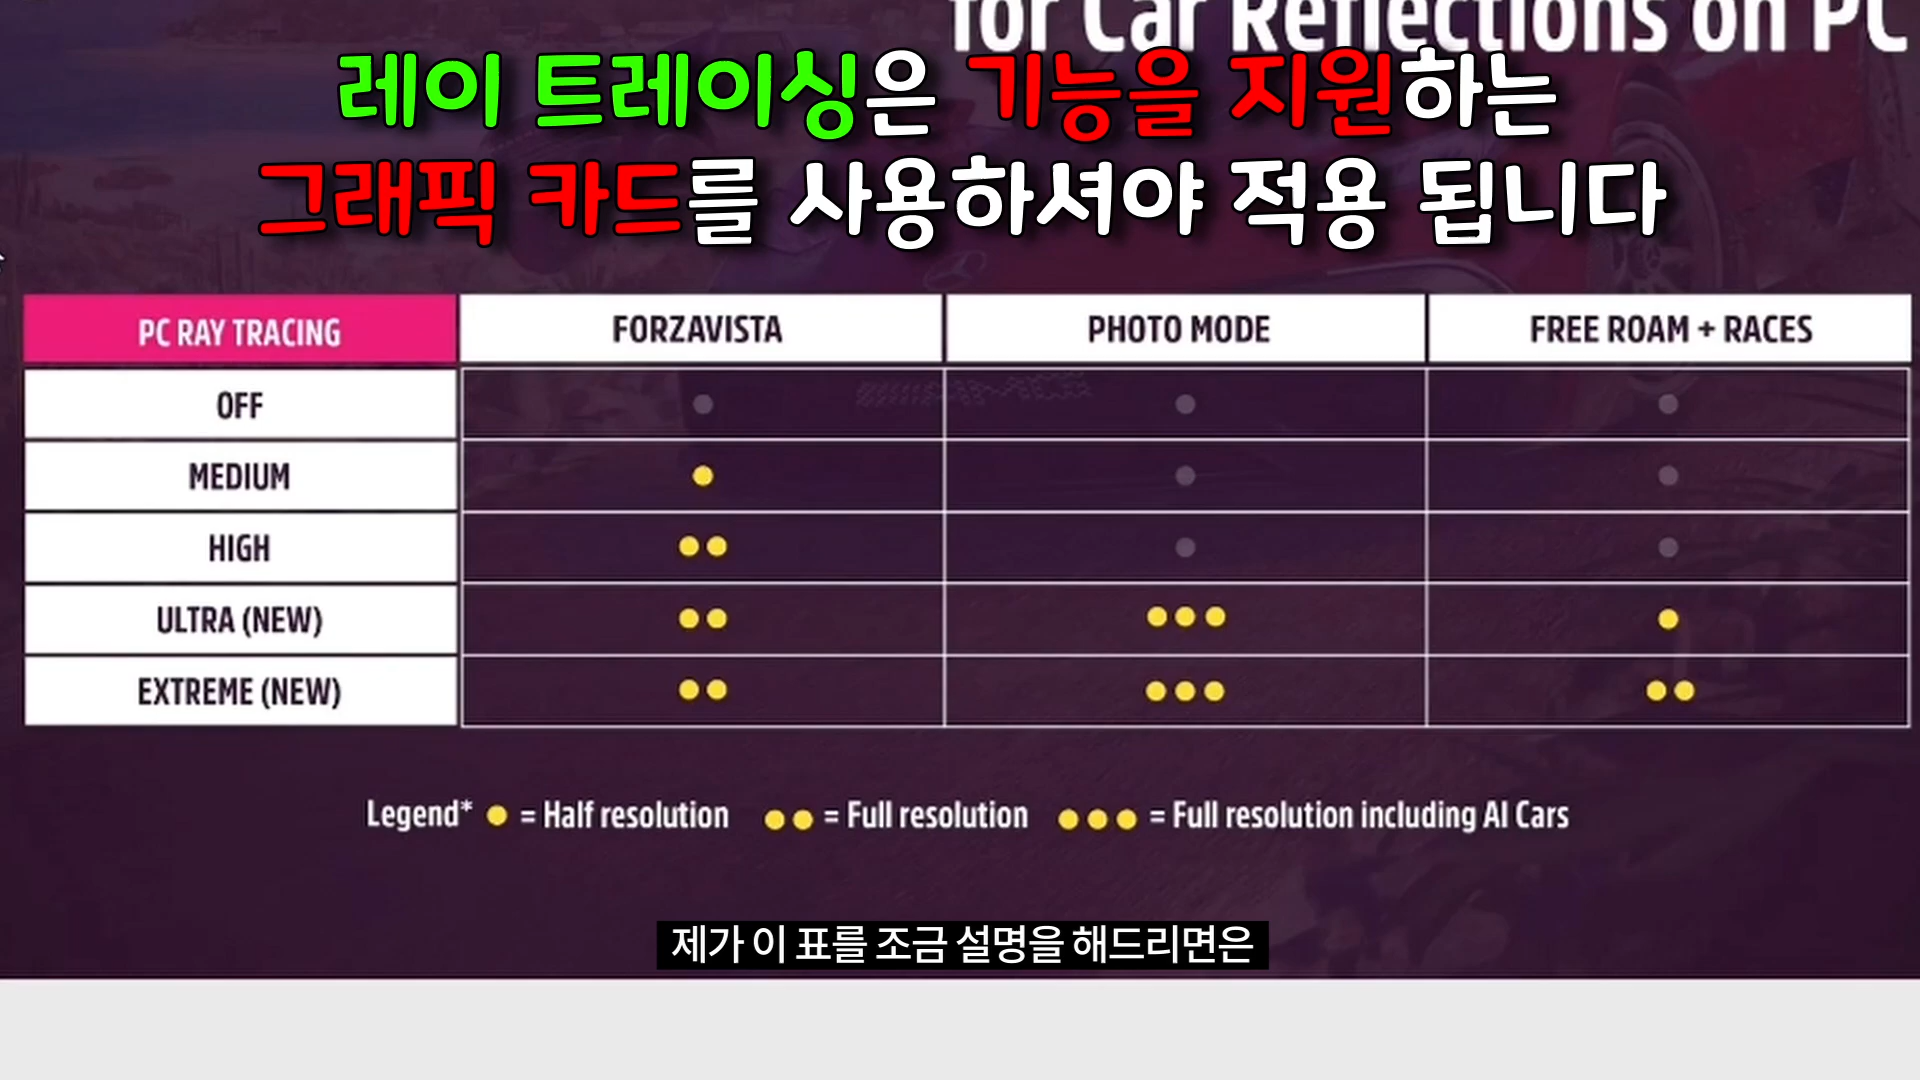 for Car Reflections on PC
레이 트레이싱은 기능을 지원하는
그래픽 카드를 사용하셔야 적용 됩니다
PC RAY TRACING FORZAVISTA PHOTO MODE FREE ROAM + RACES
OFF
MEDIUM
HIGH
ULTRA (NEW)
EXTREME (NEW)
Legend* = Half resolution = Full resolution = Full resolution including AI Cars
제가 이 표를 조금 설명을 해드리면은